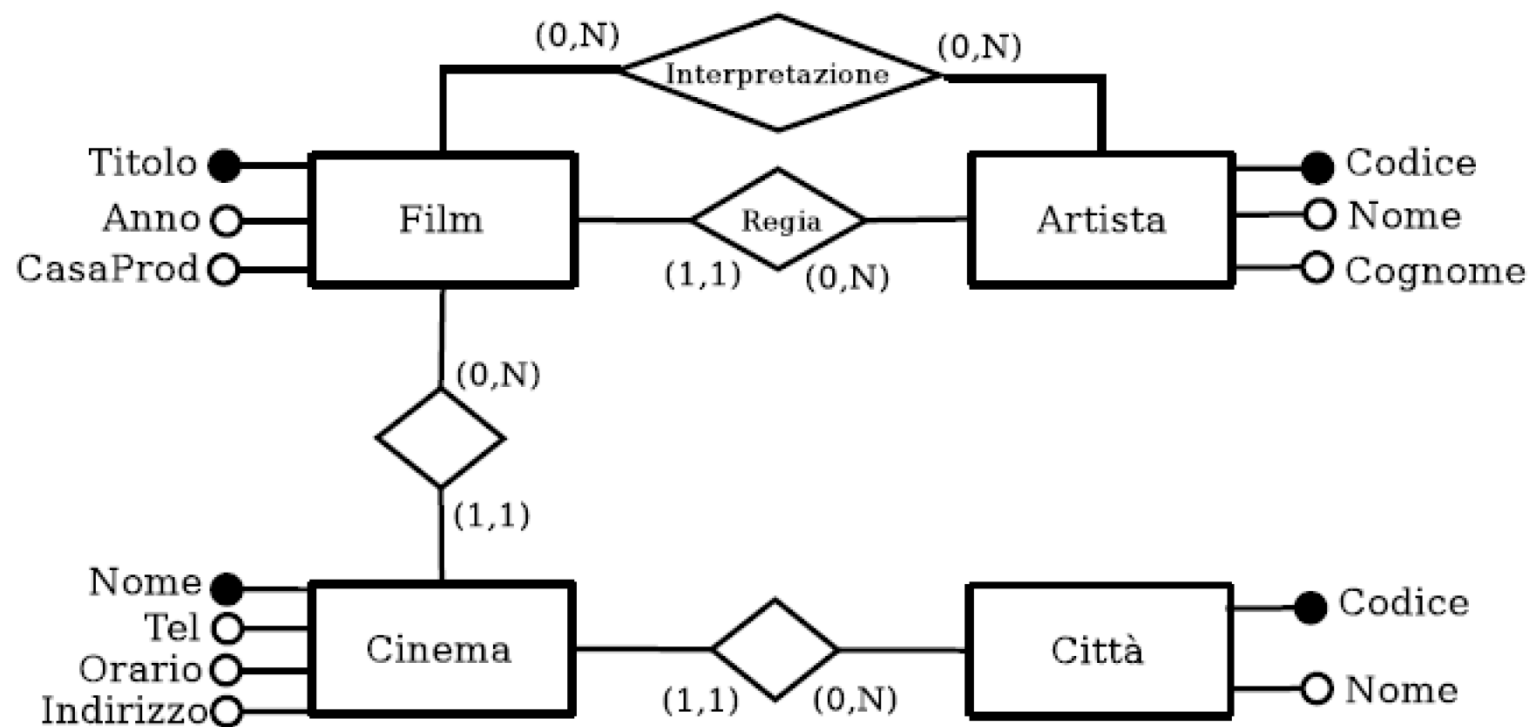 (0,N)
(0,N)
Interpretazione
Titolo
Anno
CasaProd
Film
Regia
(1,1)
(0,N)
Artista
Codice
Nome
Cognome
(0,N)
(1,1)
Nome
Tel
Orario
Indirizzo
Cinema
(1,1)
(0,N)
Città
Codice
Nome